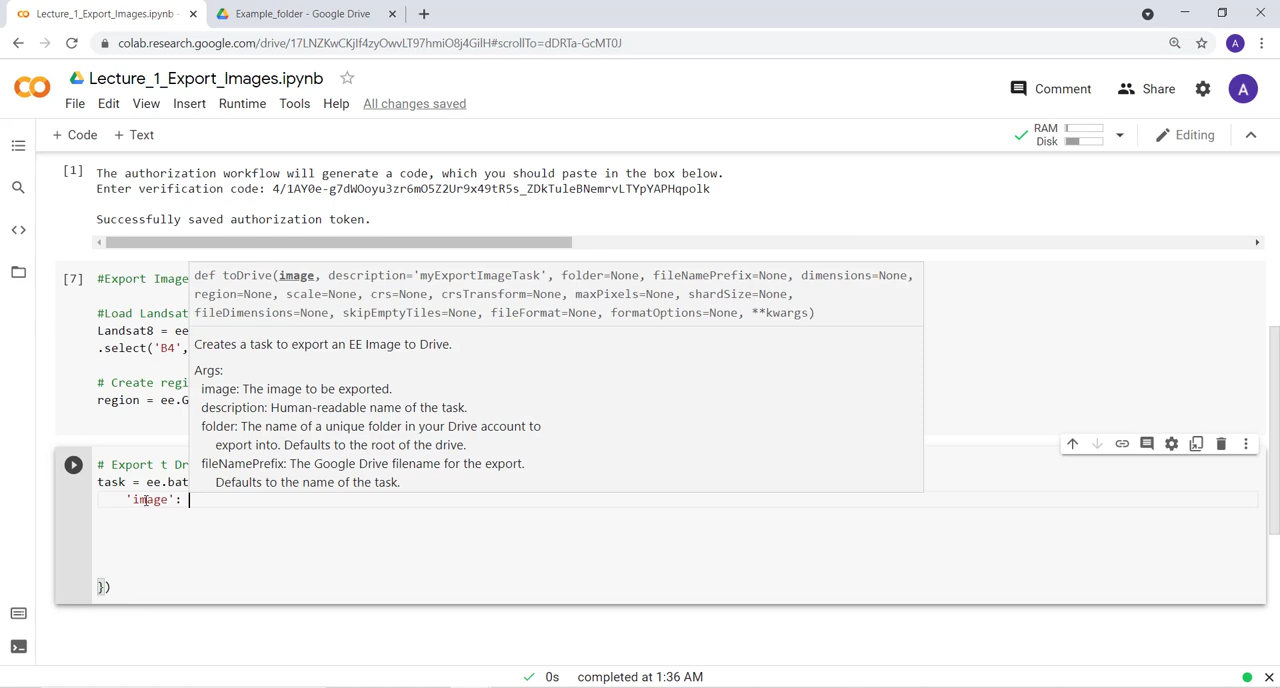 Lecture_1_Export_Images.ipynb -
Example_folder - Google Drive
colab.research.google.com/drive/17LNZKwCKjIf4zyOwvLT97hmiO8j4GilH#scrollTo=dDRTa-GcMT0J
A
Lecture_1_Export_Images.ipynb
Comment
Share
A
File Edit View Insert Runtime Tools Help All changes saved
+ Code + Text
RAM
Disk
Editing
[1] The authorization workflow will generate a code, which you should paste in the box below.
Enter verification code: 4/1AY0e-g7dWOoyu3zr6mO5Z2Ur9x49tR5s_ZDkTuleBNemrvLTYpYAPHqpolk
Successfully saved authorization token.
[7] #Export Image
#Load Landsat
Landsat8 = ee
.select('B4',
# Create regi
region = ee.G
def toDrive(image, description='myExportImageTask', folder=None, fileNamePrefix=None, dimensions=None,
region=None, scale=None, crs=None, crsTransform=None, maxPixels=None, shardSize=None,
fileDimensions=None, skipEmptyTiles=None, fileFormat=None, formatOptions=None, **kwargs)
Creates a task to export an EE Image to Drive.
Args:
image: The image to be exported.
description: Human-readable name of the task.
folder: The name of a unique folder in your Drive account to
export into. Defaults to the root of the drive.
fileNamePrefix: The Google Drive filename for the export.
Defaults to the name of the task.
# Export t Dr
task = ee.bat
'image':
})
0s completed at 1:36 AM